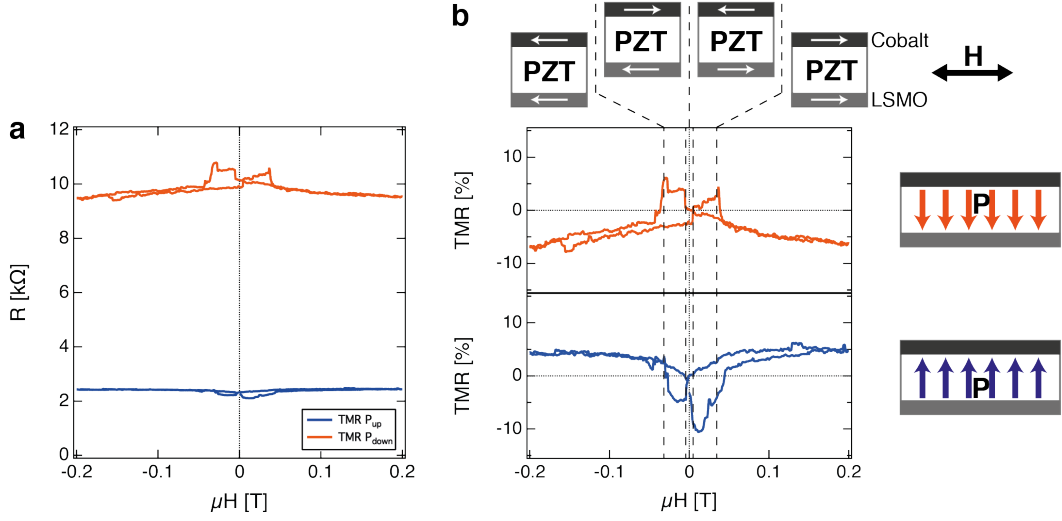 a
12
10
8
6
4
2
0
R [kΩ]
-0.2
-0.1
0
0.1
0.2
µH [T]
TMR Pup
TMR Pdown
b
PZT
PZT
PZT
PZT
Cobalt
LSMO
H
10
0
-10
TMR [%]
10
0
-10
TMR [%]
-0.2
-0.1
0
0.1
0.2
µH [T]
P
P